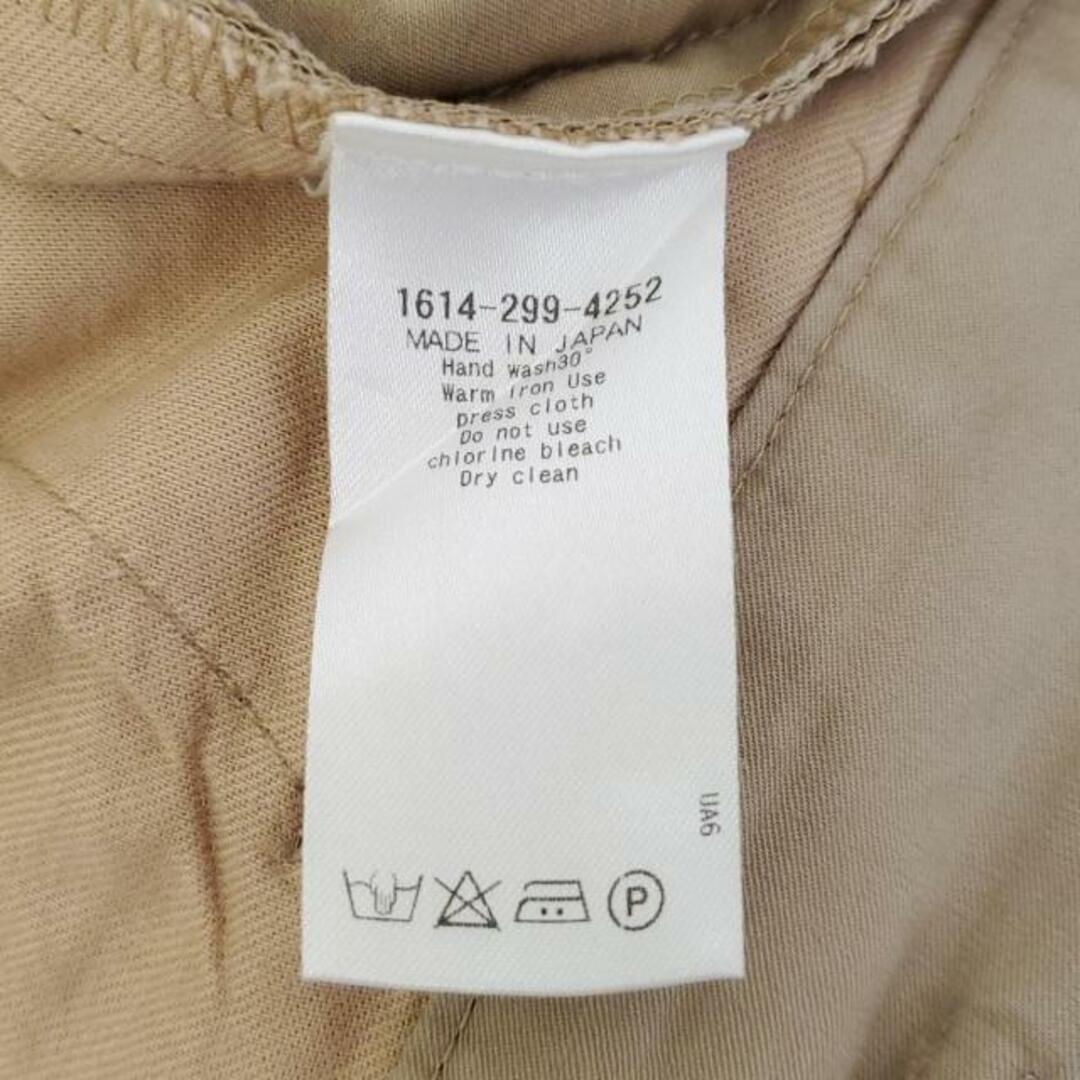 1614-299-4252
MADE IN JAPAN
Hand wash30°
Warm iron Use
press cloth
Do not use
chlorine bleach
Dry clean
UA6
P